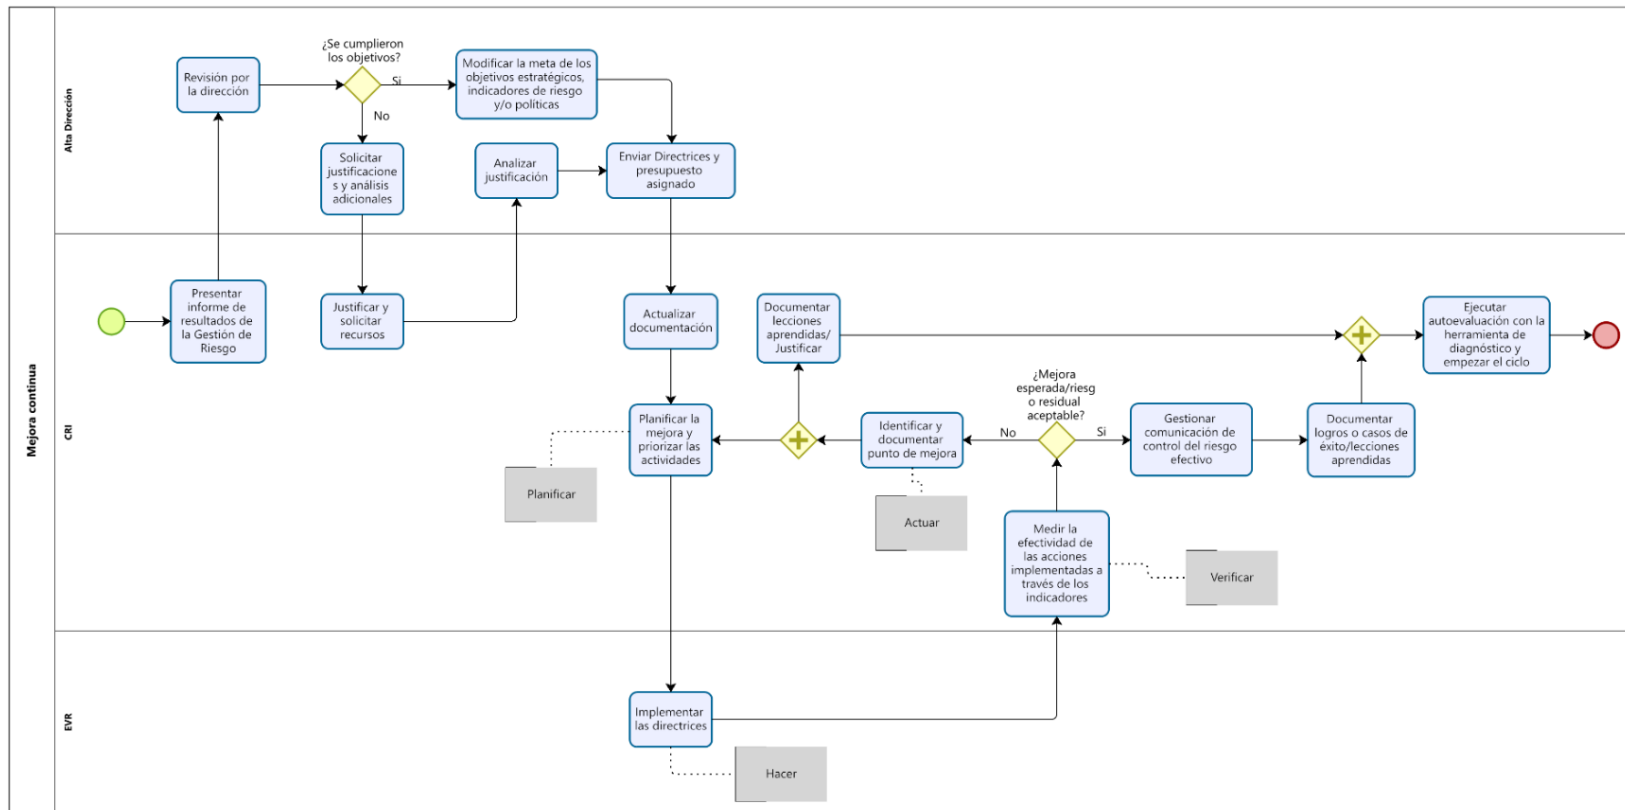 Mejora continua
Alta Dirección
¿Se cumplieron
los objetivos?
Revisión por
la dirección
Si
No
Modificar la meta de los
objetivos estratégicos,
indicadores de riesgo
y/o políticas
Solicitar
justificacione
s y análisis
adicionales
Analizar
justificación
Enviar Directrices y
presupuesto
asignado
CRI
Presentar
informe de
resultados de
la Gestión de
Riesgo
Justificar y
solicitar
recursos
Actualizar
documentación
Documentar
lecciones
aprendidas/
Justificar
Ejecutar
autoevaluación con la
herramienta de
diagnóstico y
empezar el ciclo
¿Mejora
esperada/riesg
o residual
aceptable?
Planificar la
mejora y
priorizar las
actividades
Identificar y
documentar
punto de mejora
No
Si
Gestionar
comunicación de
control del riesgo
efectivo
Documentar
logros o casos de
éxito/lecciones
aprendidas
Planificar
Actuar
Medir la
efectividad de
las acciones
implementadas a
través de los
indicadores
Verificar
EVR
Implementar
las directrices
Hacer